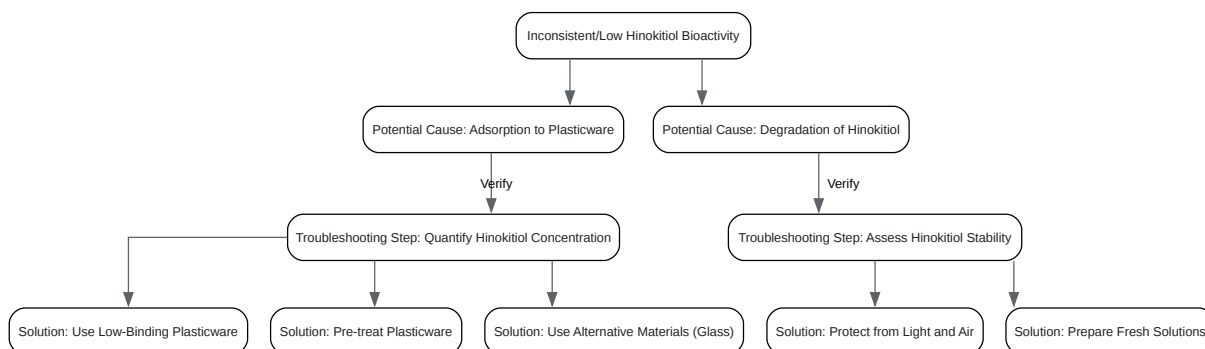 Inconsistent/Low Hinokitiol Bioactivity
Potential Cause: Adsorption to Plasticware
Potential Cause: Degradation of Hinokitiol
Verify
Verify
Troubleshooting Step: Quantify Hinokitiol Concentration
Troubleshooting Step: Assess Hinokitiol Stability
Solution: Use Low-Binding Plasticware
Solution: Pre-treat Plasticware
Solution: Use Alternative Materials (Glass)
Solution: Protect from Light and Air
Solution: Prepare Fresh Solutions